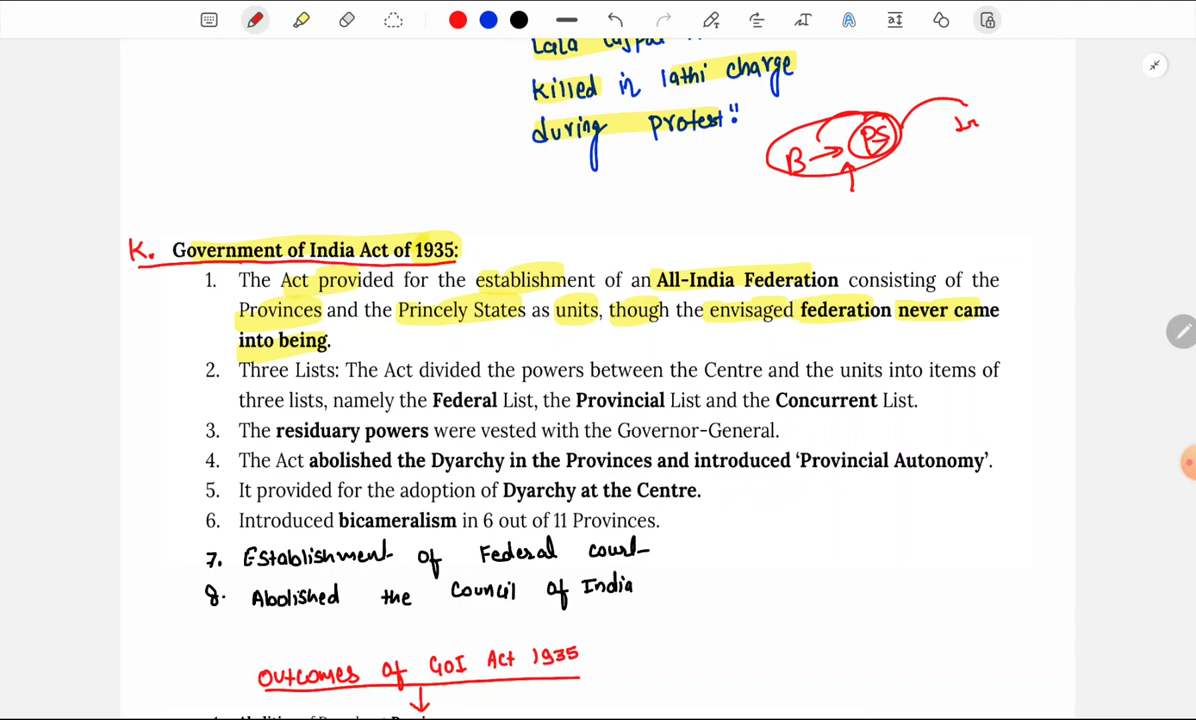 Lala
killed in lathi charge
during protest"
B → PS
K. Government of India Act of 1935:
1. The Act provided for the establishment of an All-India Federation consisting of the
Provinces and the Princely States as units, though the envisaged federation never came
into being.
2. Three Lists: The Act divided the powers between the Centre and the units into items of
three lists, namely the Federal List, the Provincial List and the Concurrent List.
3. The residuary powers were vested with the Governor-General.
4. The Act abolished the Dyarchy in the Provinces and introduced ‘Provincial Autonomy’.
5. It provided for the adoption of Dyarchy at the Centre.
6. Introduced bicameralism in 6 out of 11 Provinces.
7. Establishment of Federal court
8. Abolished the Council of India
Outcomes of GOI Act 1935